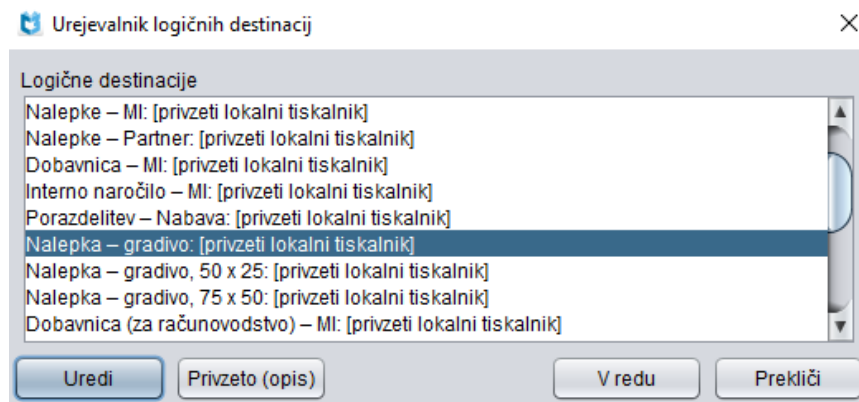 Urejevalnik logičnih destinacij
Logične destinacije
Nalepke – MI: [privzeti lokalni tiskalnik]
Nalepke – Partner: [privzeti lokalni tiskalnik]
Dobavnica – MI: [privzeti lokalni tiskalnik]
Interno naročilo – MI: [privzeti lokalni tiskalnik]
Porazdelitev – Nabava: [privzeti lokalni tiskalnik]
Nalepka – gradivo: [privzeti lokalni tiskalnik]
Nalepka – gradivo, 50 x 25: [privzeti lokalni tiskalnik]
Nalepka – gradivo, 75 x 50: [privzeti lokalni tiskalnik]
Dobavnica (za računovodstvo) – MI: [privzeti lokalni tiskalnik]
Uredi Privzeto (opis) V redu Prekliči